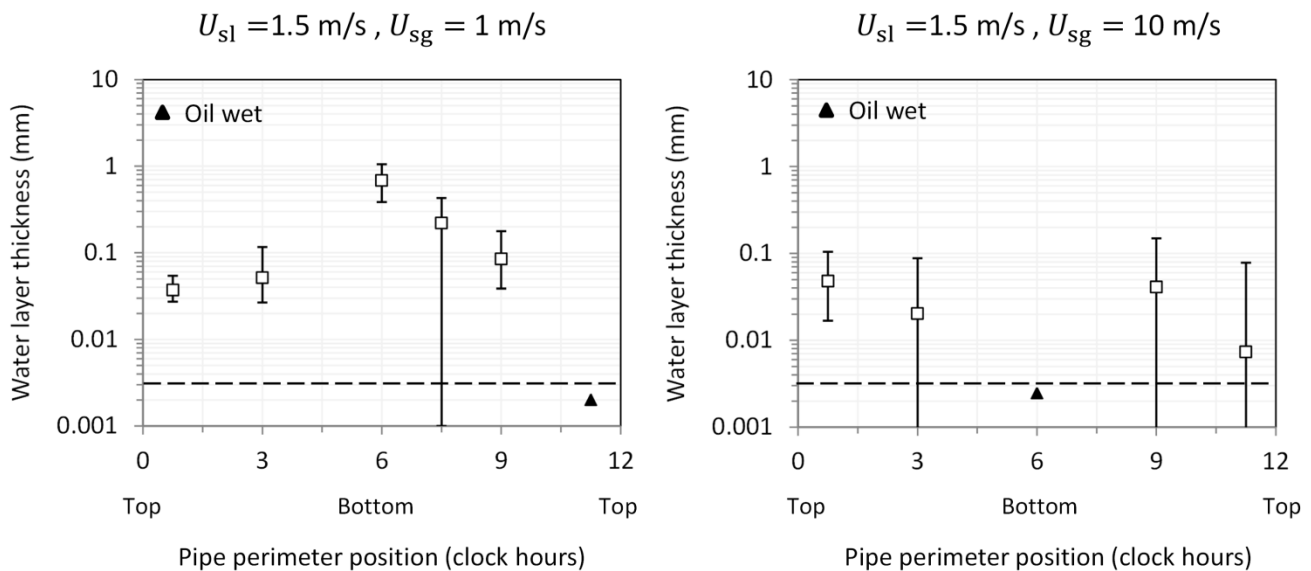 U_sl =1.5 m/s , U_sg = 1 m/s
Water layer thickness (mm)
10
1
0.1
0.01
0.001
▲ Oil wet
0 3 6 9 12
Top Bottom Top
Pipe perimeter position (clock hours)
U_sl =1.5 m/s , U_sg = 10 m/s
Water layer thickness (mm)
10
1
0.1
0.01
0.001
▲ Oil wet
0 3 6 9 12
Top Bottom Top
Pipe perimeter position (clock hours)